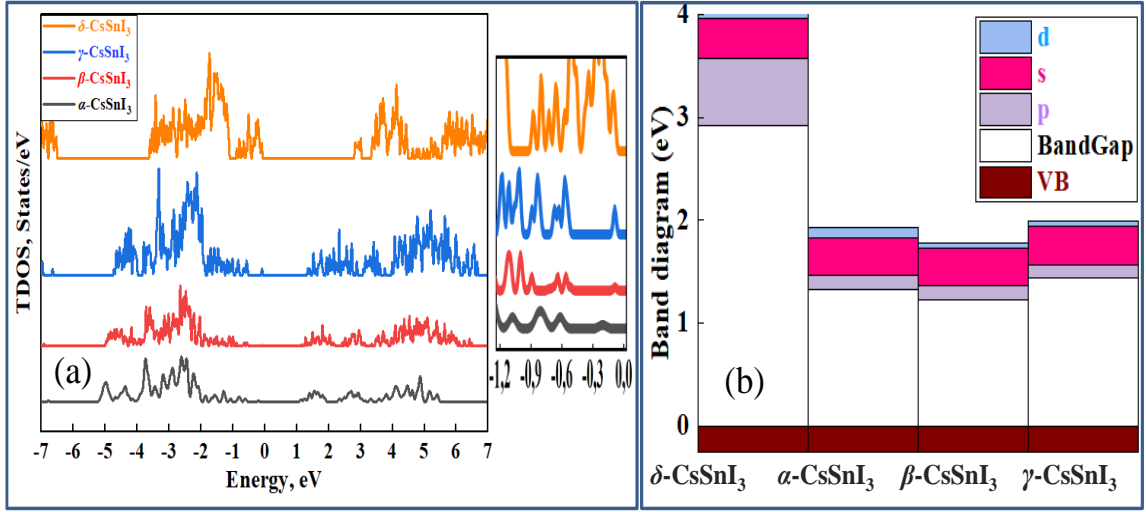 δ-CsSnI3
γ-CsSnI3
β-CsSnI3
α-CsSnI3
TDOS, States/eV
(a)
-7 -6 -5 -4 -3 -2 -1 0 1 2 3 4 5 6 7
Energy, eV
-1,2 -0,9 -0,6 -0,3 0,0
Band diagram (eV)
4
3
2
1
0
d
s
p
BandGap
VB
(b)
δ-CsSnI3 α-CsSnI3 β-CsSnI3 γ-CsSnI3